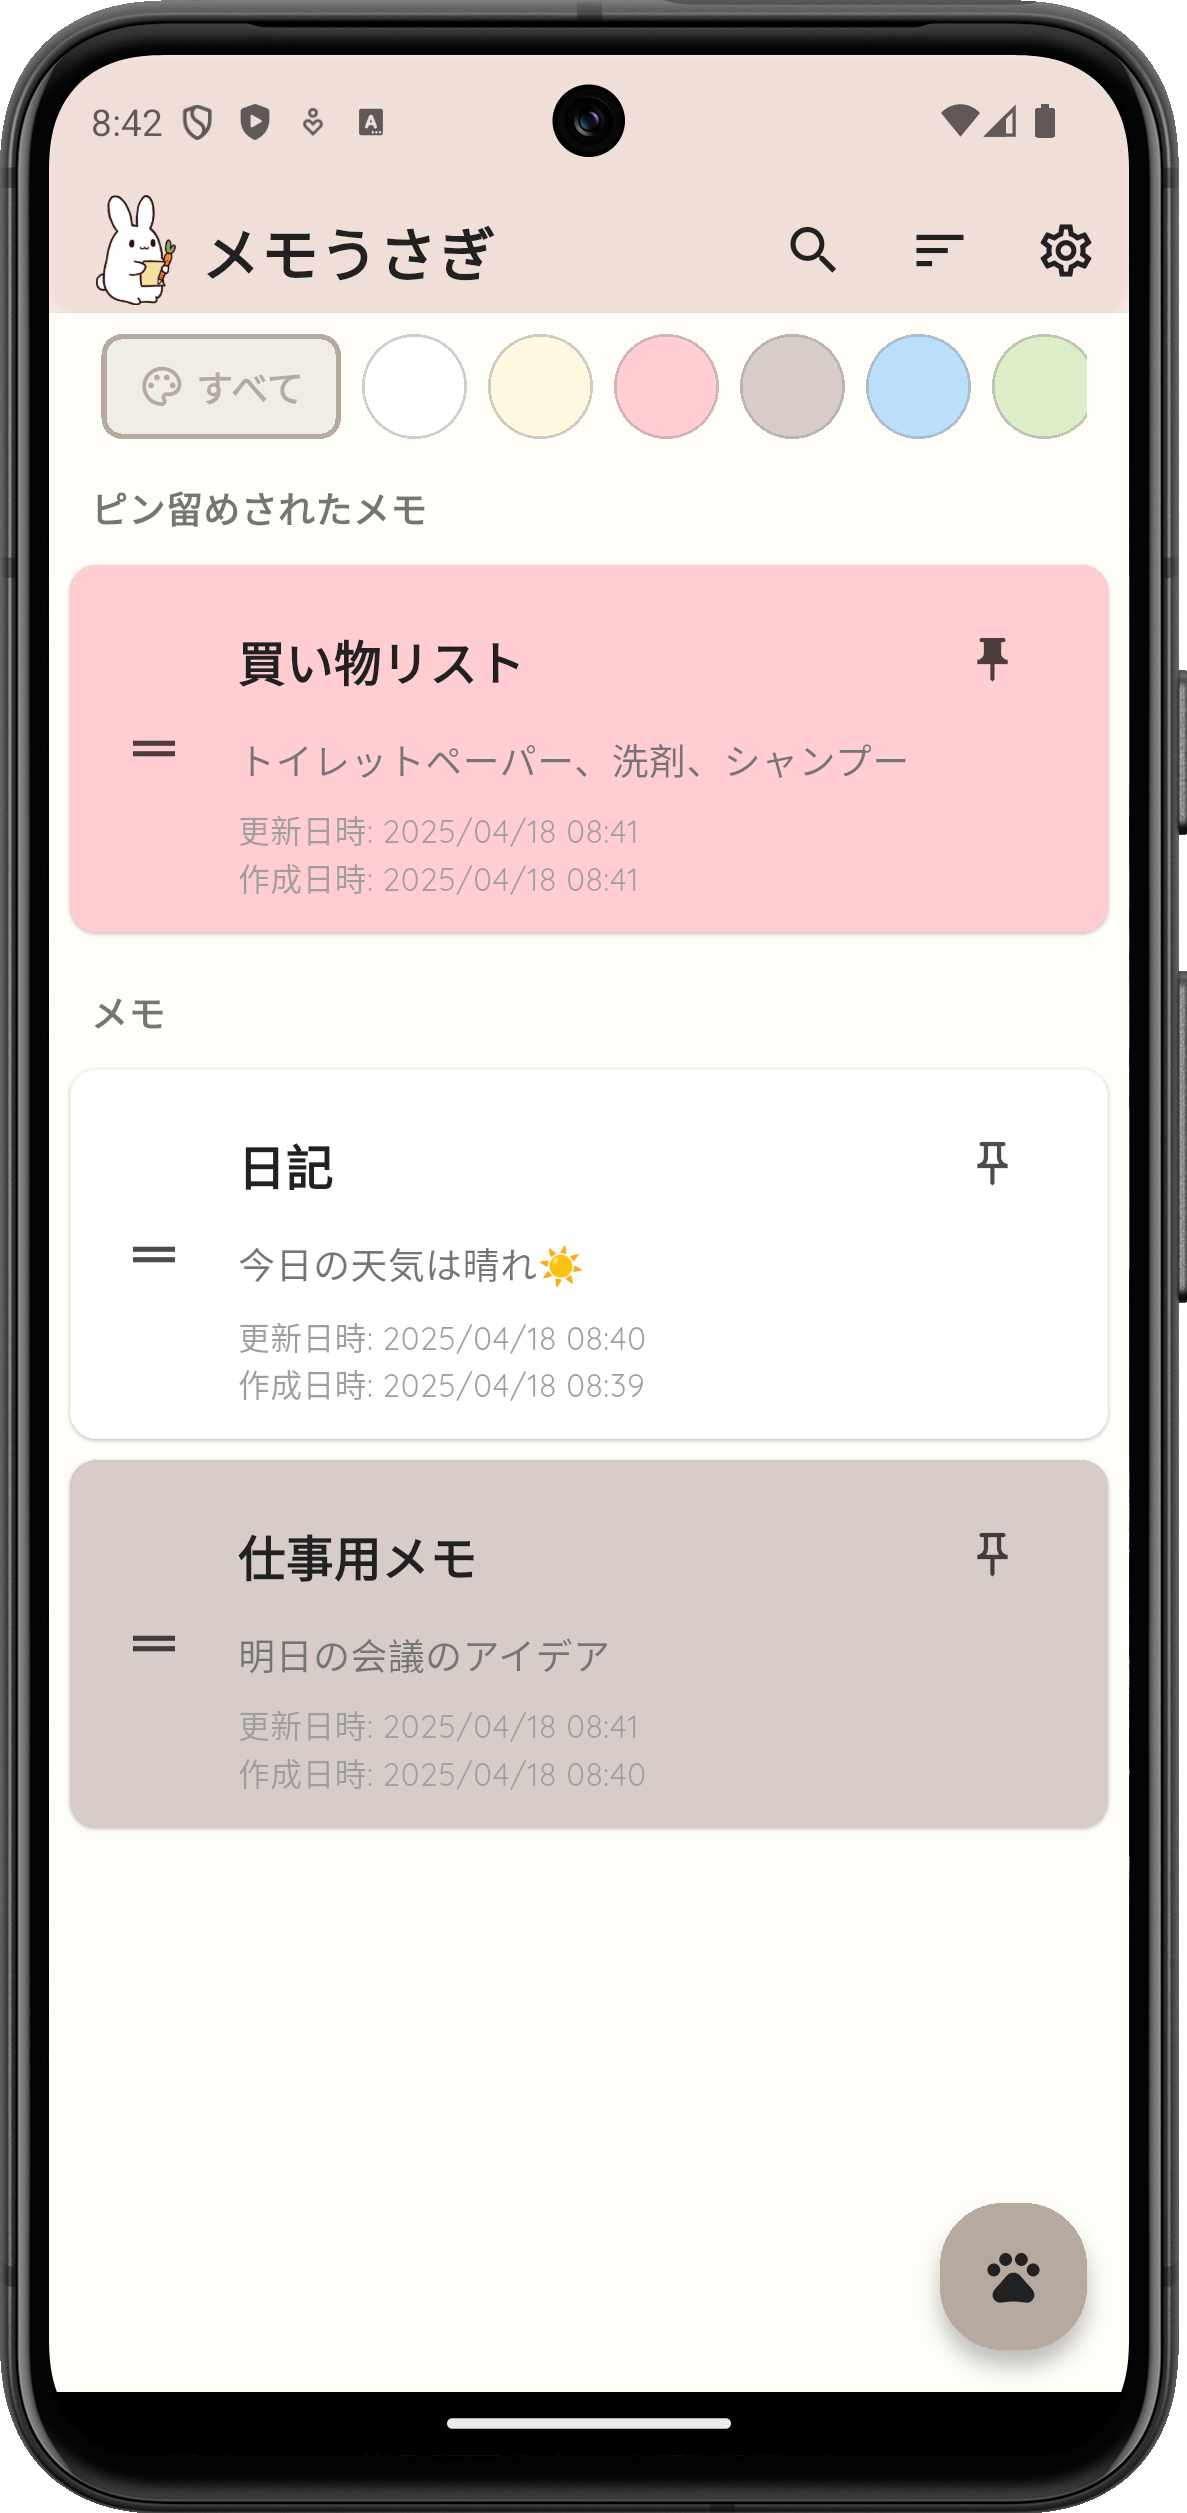 8:42
メモうさぎ
すべて
ピン留めされたメモ
買い物リスト
トイレットペーパー、洗剤、シャンプー
更新日時: 2025/04/18 08:41
作成日時: 2025/04/18 08:41
メモ
日記
今日の天気は晴れ☀️
更新日時: 2025/04/18 08:40
作成日時: 2025/04/18 08:39
仕事用メモ
明日の会議のアイデア
更新日時: 2025/04/18 08:41
作成日時: 2025/04/18 08:40